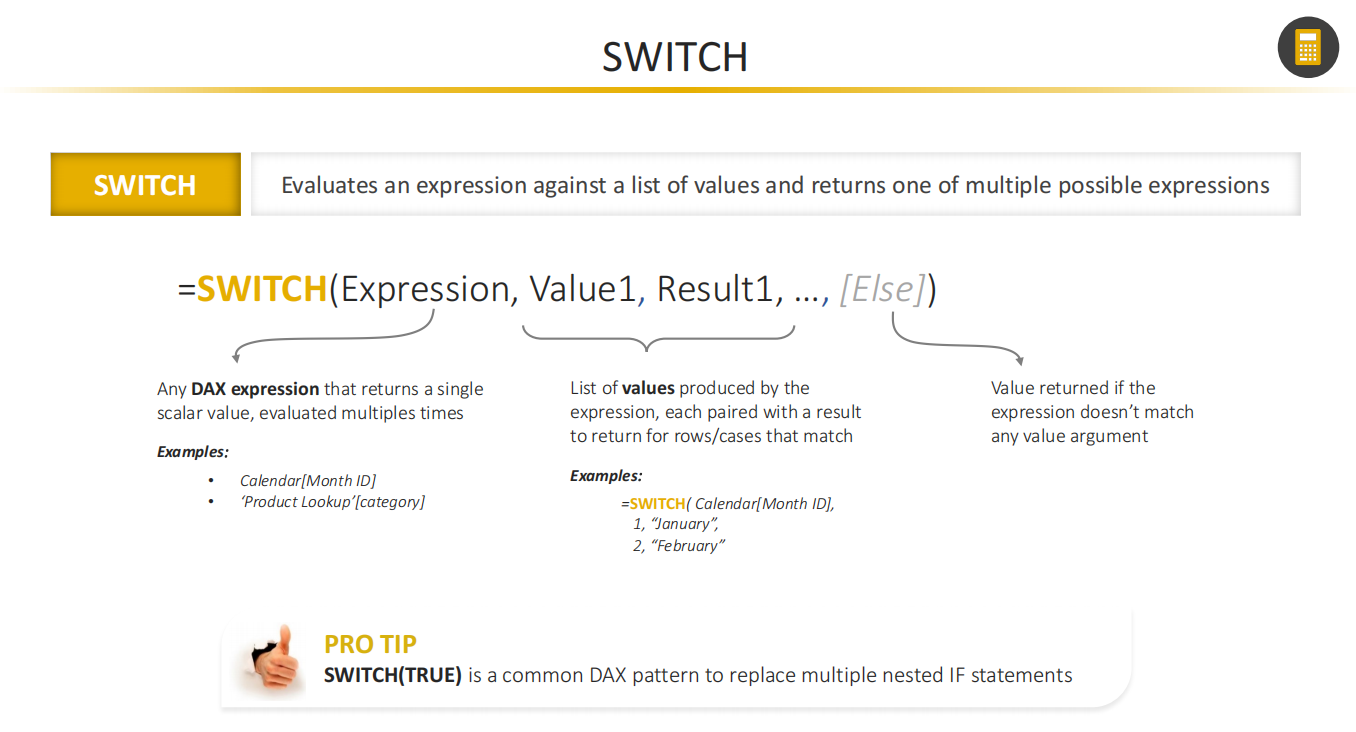 SWITCH
SWITCH
Evaluates an expression against a list of values and returns one of multiple possible expressions
=SWITCH(Expression, Value1, Result1, …, [Else])
Any DAX expression that returns a single
scalar value, evaluated multiples times
Examples:
• Calendar[Month ID]
• ‘Product Lookup’[category]
List of values produced by the
expression, each paired with a result
to return for rows/cases that match
Examples:
=SWITCH( Calendar[Month ID],
1, “January”,
2, “February”
Value returned if the
expression doesn’t match
any value argument
PRO TIP
SWITCH(TRUE) is a common DAX pattern to replace multiple nested IF statements